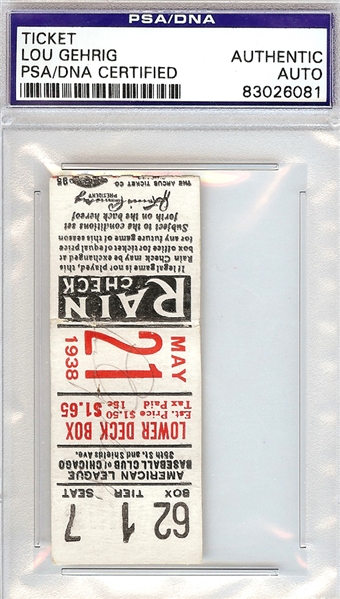 PSA/DNA
TICKET
LOU GEHRIG
PSA/DNA CERTIFIED
AUTHENTIC
AUTO
83026081
BOX TIER SEAT
62 1 7
AMERICAN LEAGUE
BASEBALL CLUB OF CHICAGO
35th St. and Shields Ave.
LOWER DECK BOX $1.65
Est. Price $1.50
Tax Paid 15c
MAY
21
1938
RAIN
CHECK
If legal game be not played, this
Rain Check may be exchanged at
box office for ticket of equal price
for any future game of this season
Subject to the conditions set
forth on the back hereof
PRESIDENT
THE ARGUS TICKET CO.